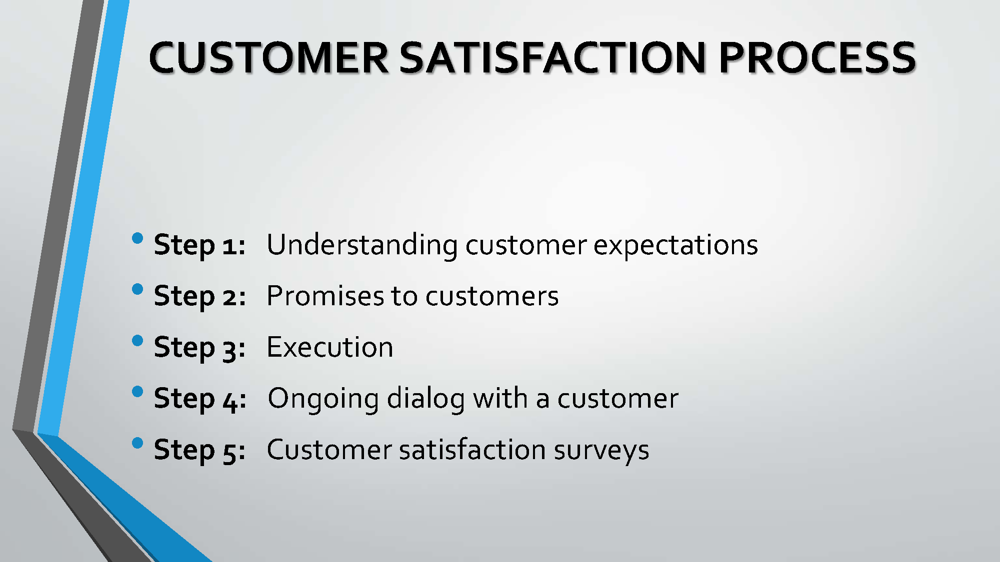 CUSTOMER SATISFACTION PROCESS
• Step 1: Understanding customer expectations
• Step 2: Promises to customers
• Step 3: Execution
• Step 4: Ongoing dialog with a customer
• Step 5: Customer satisfaction surveys